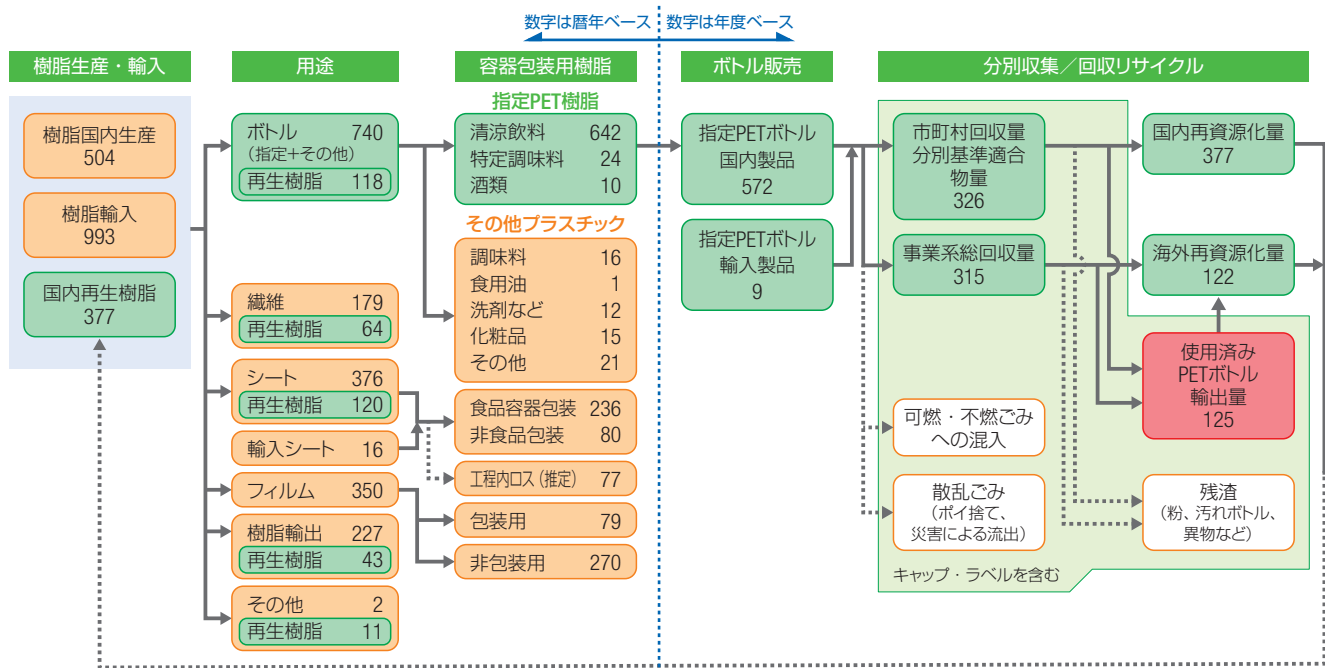 数字は暦年ベース 数字は年度ベース
樹脂生産・輸入
樹脂国内生産
504
樹脂輸入
993
国内再生樹脂
377
用途
ボトル 740
(指定+その他)
再生樹脂 118
繊維 179
再生樹脂 64
シート 376
再生樹脂 120
輸入シート 16
フィルム 350
樹脂輸出 227
再生樹脂 43
その他 2
再生樹脂 11
容器包装用樹脂
指定PET樹脂
清涼飲料 642
特定調味料 24
酒類 10
その他プラスチック
調味料 16
食用油 1
洗剤など 12
化粧品 15
その他 21
食品容器包装 236
非食品包装 80
工程内ロス(推定) 77
包装用 79
非包装用 270
ボトル販売
指定PETボトル
国内製品
572
指定PETボトル
輸入製品
9
分別収集/回収リサイクル
市町村回収量
分別基準適合
物量
326
事業系総回収量
315
可燃・不燃ごみ
への混入
散乱ごみ
(ポイ捨て、
災害による流出)
キャップ・ラベルを含む
国内再資源化量
377
海外再資源化量
122
使用済み
PETボトル
輸出量
125
残渣
(粉、汚れボトル、
異物など)